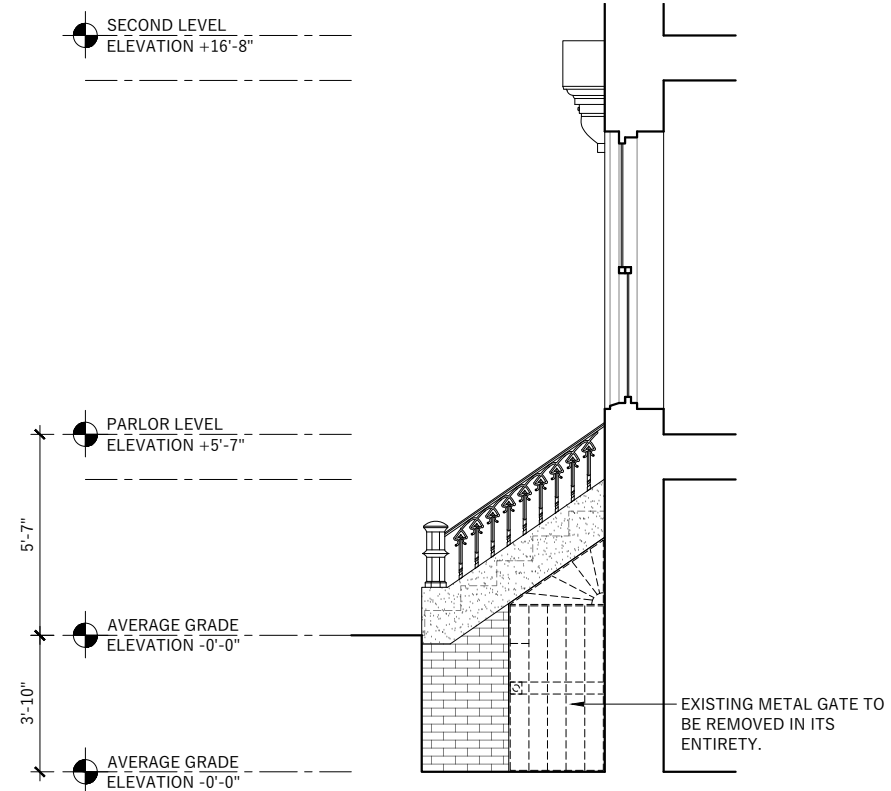 SECOND LEVEL
ELEVATION +16'-8"
PARLOR LEVEL
ELEVATION +5'-7"
5'-7"
AVERAGE GRADE
ELEVATION -0'-0"
3'-10"
EXISTING METAL GATE TO
BE REMOVED IN ITS
ENTIRETY.
AVERAGE GRADE
ELEVATION -0'-0"